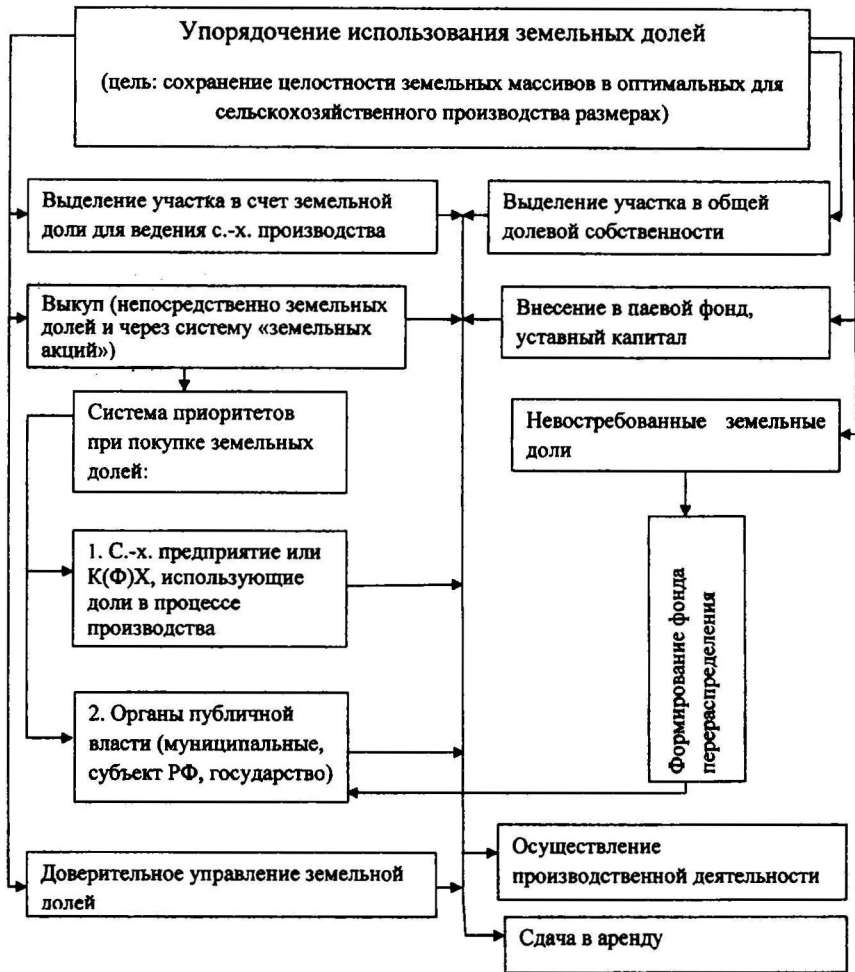 Упорядочение использования земельных долей
(цель: сохранение целостности земельных массивов в оптимальных для
сельскохозяйственного производства размерах)
Выделение участка в счет земельной
доли для ведения с.-х. производства
Выделение участка в общей
долевой собственности
Выкуп (непосредственно земельных
долей и через систему «земельных
акций»)
Внесение в паевой фонд,
уставный капитал
Система приоритетов
при покупке земельных
долей:
Невостребованные земельные
доли
1. С.-х. предприятие или
К(Ф)Х, использующие
доли в процессе
производства
Формирование фонда
перераспределения
2. Органы публичной
власти (муниципальные,
субъект РФ, государство)
Доверительное управление земельной
долей
Осуществление
производственной деятельности
Сдача в аренду